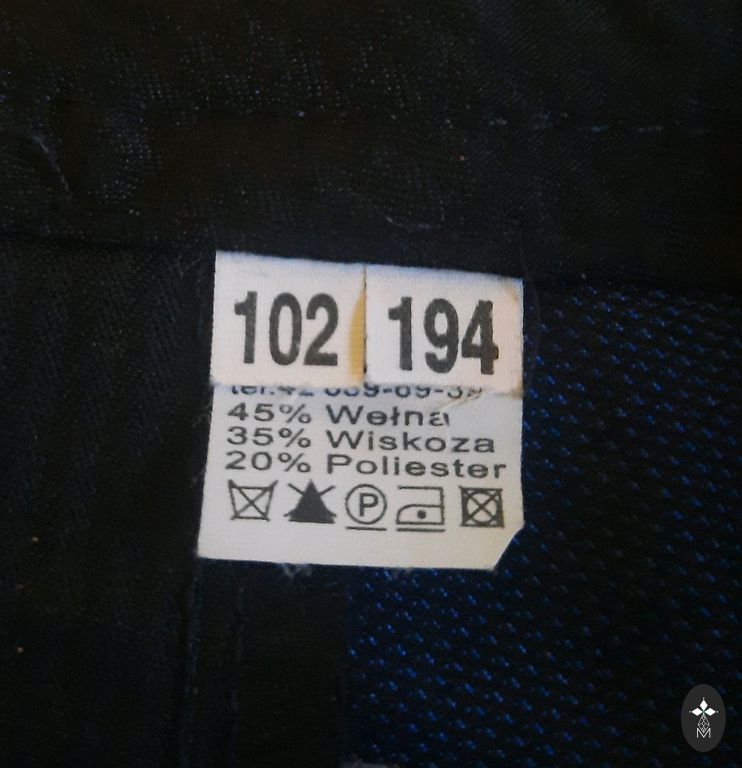 102 194
45% Wełna
35% Wiskoza
20% Poliester
P